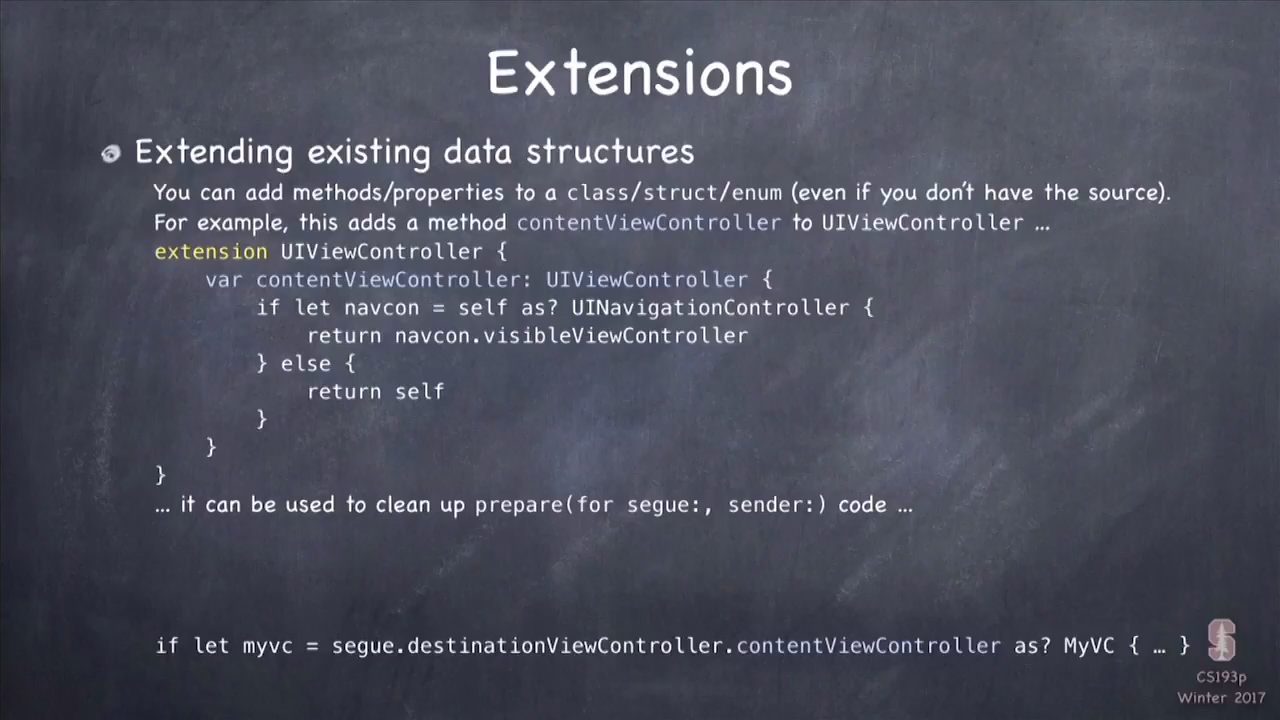 Extensions
Extending existing data structures
You can add methods/properties to a class/struct/enum (even if you don't have the source).
For example, this adds a method contentViewController to UIViewController ...
extension UIViewController {
    var contentViewController: UIViewController {
        if let navcon = self as? UINavigationController {
            return navcon.visibleViewController
        } else {
            return self
        }
    }
}
... it can be used to clean up prepare(for segue:, sender:) code ...
if let myvc = segue.destinationViewController.contentViewController as? MyVC { … }
S
CS193p
Winter 2017